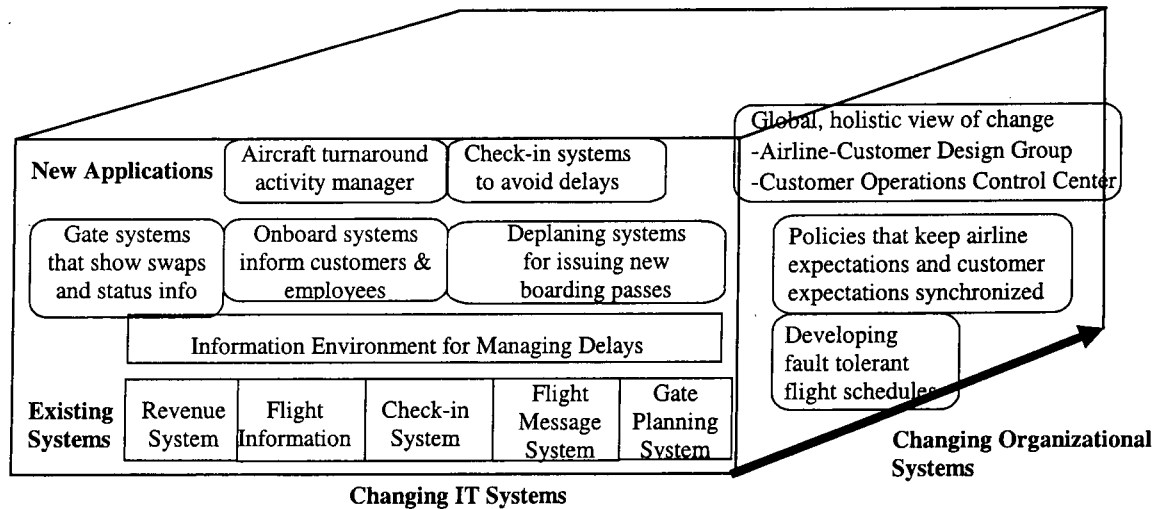 New Applications
Aircraft turnaround
activity manager
Check-in systems
to avoid delays
Global, holistic view of change
-Airline-Customer Design Group
-Customer Operations Control Center
Gate systems
that show swaps
and status info
Onboard systems
inform customers &
employees
Deplaning systems
for issuing new
boarding passes
Policies that keep airline
expectations and customer
expectations synchronized
Information Environment for Managing Delays
Developing
fault tolerant
flight schedules
Existing
Systems
Revenue
System
Flight
Information
Check-in
System
Flight
Message
System
Gate
Planning
System
Changing Organizational
Systems
Changing IT Systems